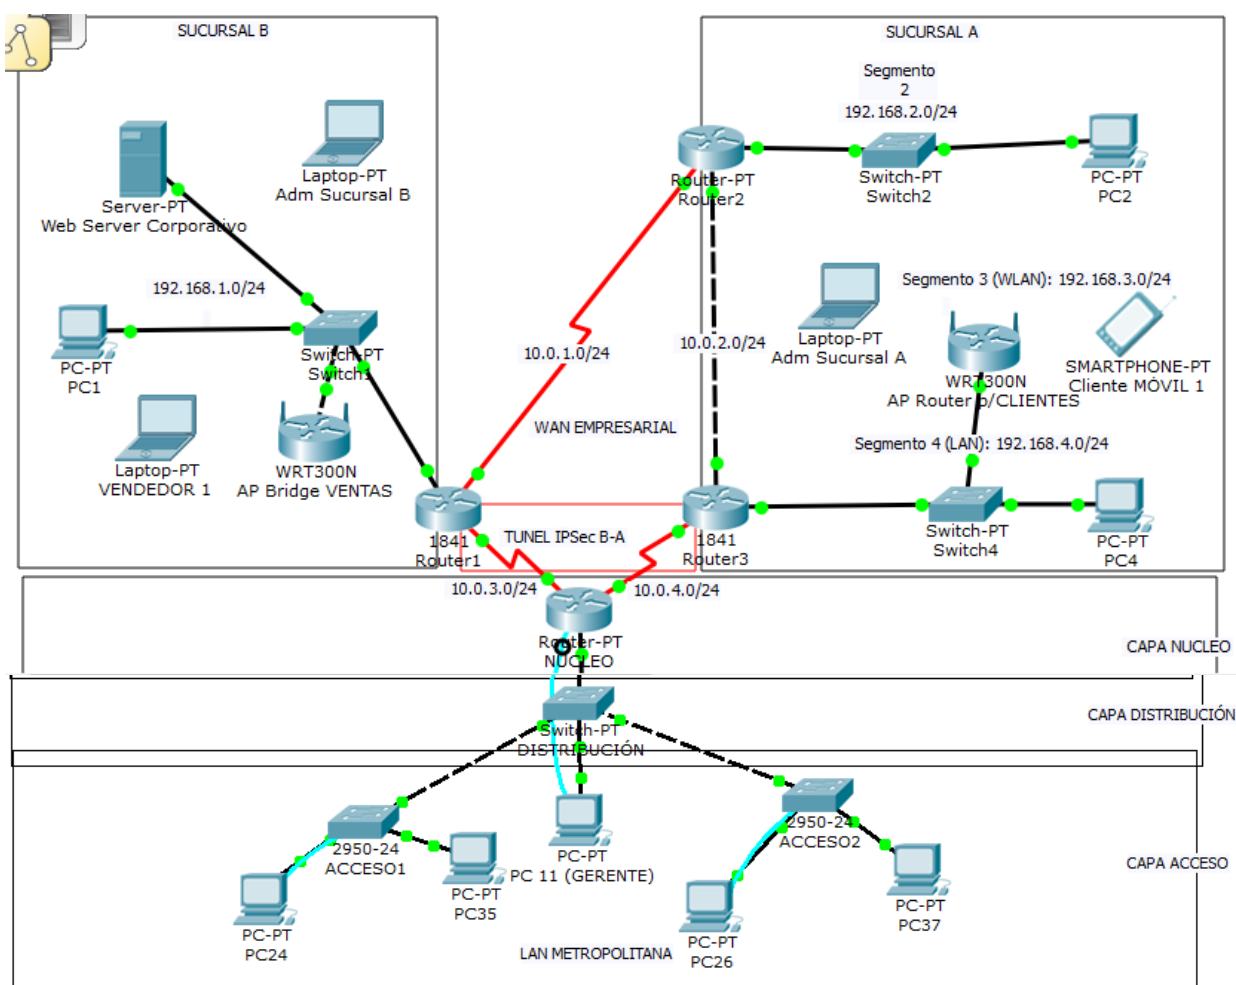 SUCURSAL B
SUCURSAL A
Segmento
2
192.168.2.0/24
Laptop-PT
Adm Sucursal B
Server-PT
Web Server Corporativo
Router-PT
Router2
Switch-PT
Switch2
PC-PT
PC2
192.168.1.0/24
Segmento 3 (WLAN): 192.168.3.0/24
Switch-PT
Switch1
PC-PT
PC1
10.0.1.0/24
10.0.2.0/24
Laptop-PT
Adm Sucursal A
WRT300N
AP Router p/CLIENTES
SMARTPHONE-PT
Cliente MÓVIL 1
WAN EMPRESARIAL
Segmento 4 (LAN): 192.168.4.0/24
Laptop-PT
VENDEDOR 1
WRT300N
AP Bridge VENTAS
1841
Router1
TUNEL IPSec B-A
1841
Router3
Switch-PT
Switch4
PC-PT
PC4
10.0.3.0/24
10.0.4.0/24
Router-PT
NUCLEO
CAPA NUCLEO
Switch-PT
DISTRIBUCIÓN
CAPA DISTRIBUCIÓN
2950-24
ACCESO1
PC-PT
PC 11 (GERENTE)
2950-24
ACCESO2
CAPA ACCESO
PC-PT
PC24
PC-PT
PC35
LAN METROPOLITANA
PC-PT
PC26
PC-PT
PC37